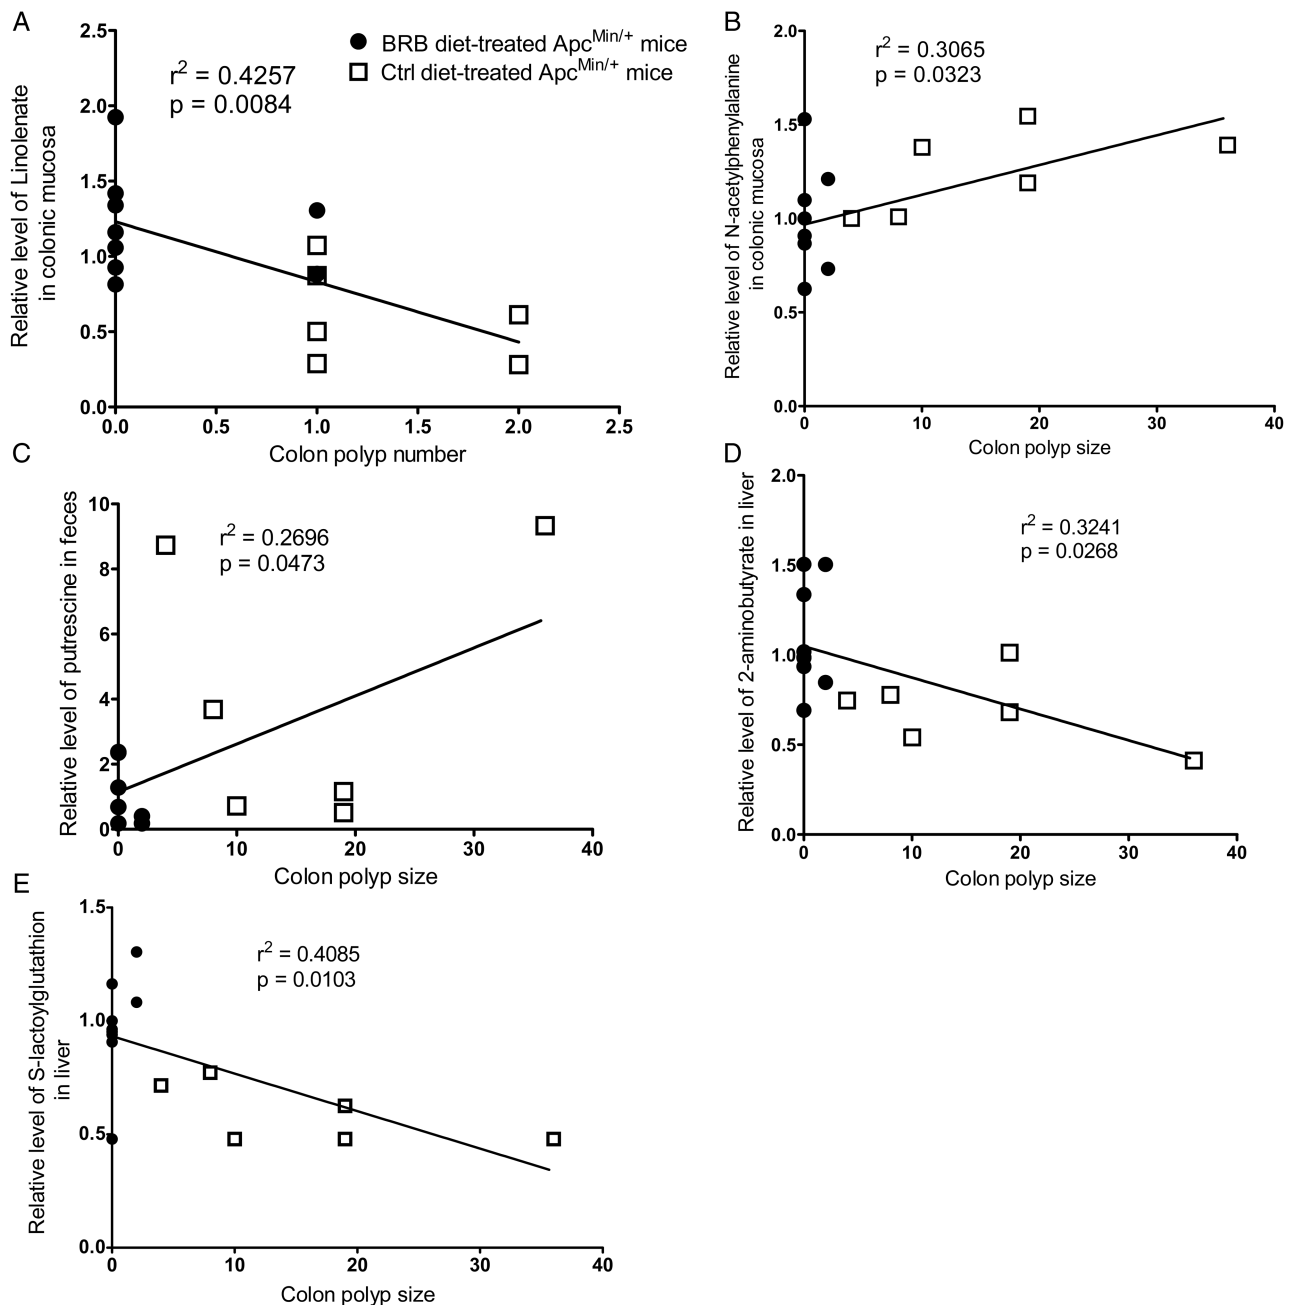 A
BRB diet-treated Apc^Min/+ mice
Ctrl diet-treated Apc^Min/+ mice
r² = 0.4257
p = 0.0084
Relative level of Linolenate
in colonic mucosa
2.5
2.0
1.5
1.0
0.5
0.0
0.0 0.5 1.0 1.5 2.0 2.5
Colon polyp number
B
r² = 0.3065
p = 0.0323
Relative level of N-acetylphenylalanine
in colonic mucosa
2.0
1.5
1.0
0.5
0.0
0 10 20 30 40
Colon polyp size
C
r² = 0.2696
p = 0.0473
Relative level of putrescine in feces
10
8
6
4
2
0
0 10 20 30 40
Colon polyp size
D
r² = 0.3241
p = 0.0268
Relative level of 2-aminobutyrate in liver
2.0
1.5
1.0
0.5
0.0
0 10 20 30 40
Colon polyp size
E
r² = 0.4085
p = 0.0103
Relative level of S-lactoylglutathion
in liver
1.5
1.0
0.5
0.0
0 10 20 30 40
Colon polyp size